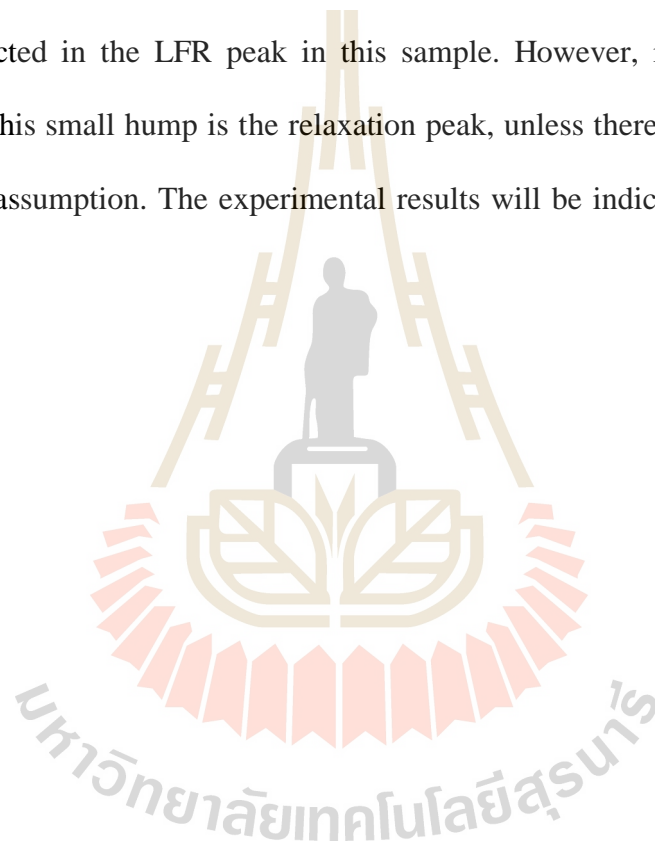 cted in the LFR peak in this sample. However,
his small hump is the relaxation peak, unless there
assumption. The experimental results will be indic
มหาวิทยาลัยเทคโนโลยีสุรนารี